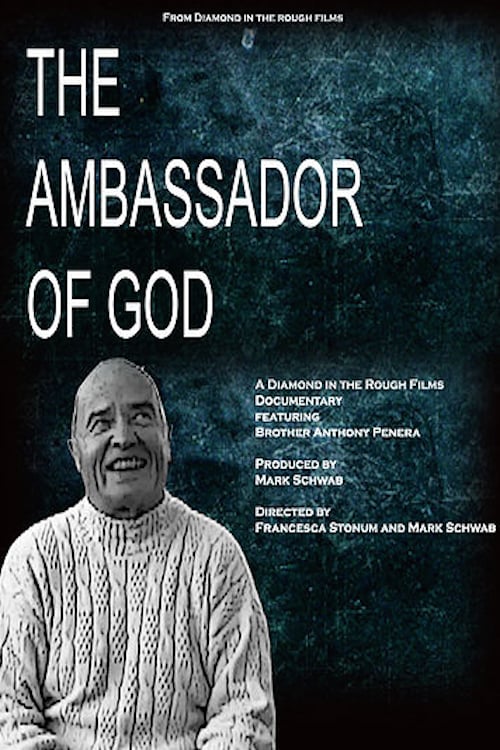 FROM DIAMOND IN THE ROUGH FILMS
THE
AMBASSADOR
OF GOD
A DIAMOND IN THE ROUGH FILMS
DOCUMENTARY
FEATURING
BROTHER ANTHONY PENERA
PRODUCED BY
MARK SCHWAB
DIRECTED BY
FRANCESCA STONUM AND MARK SCHWAB